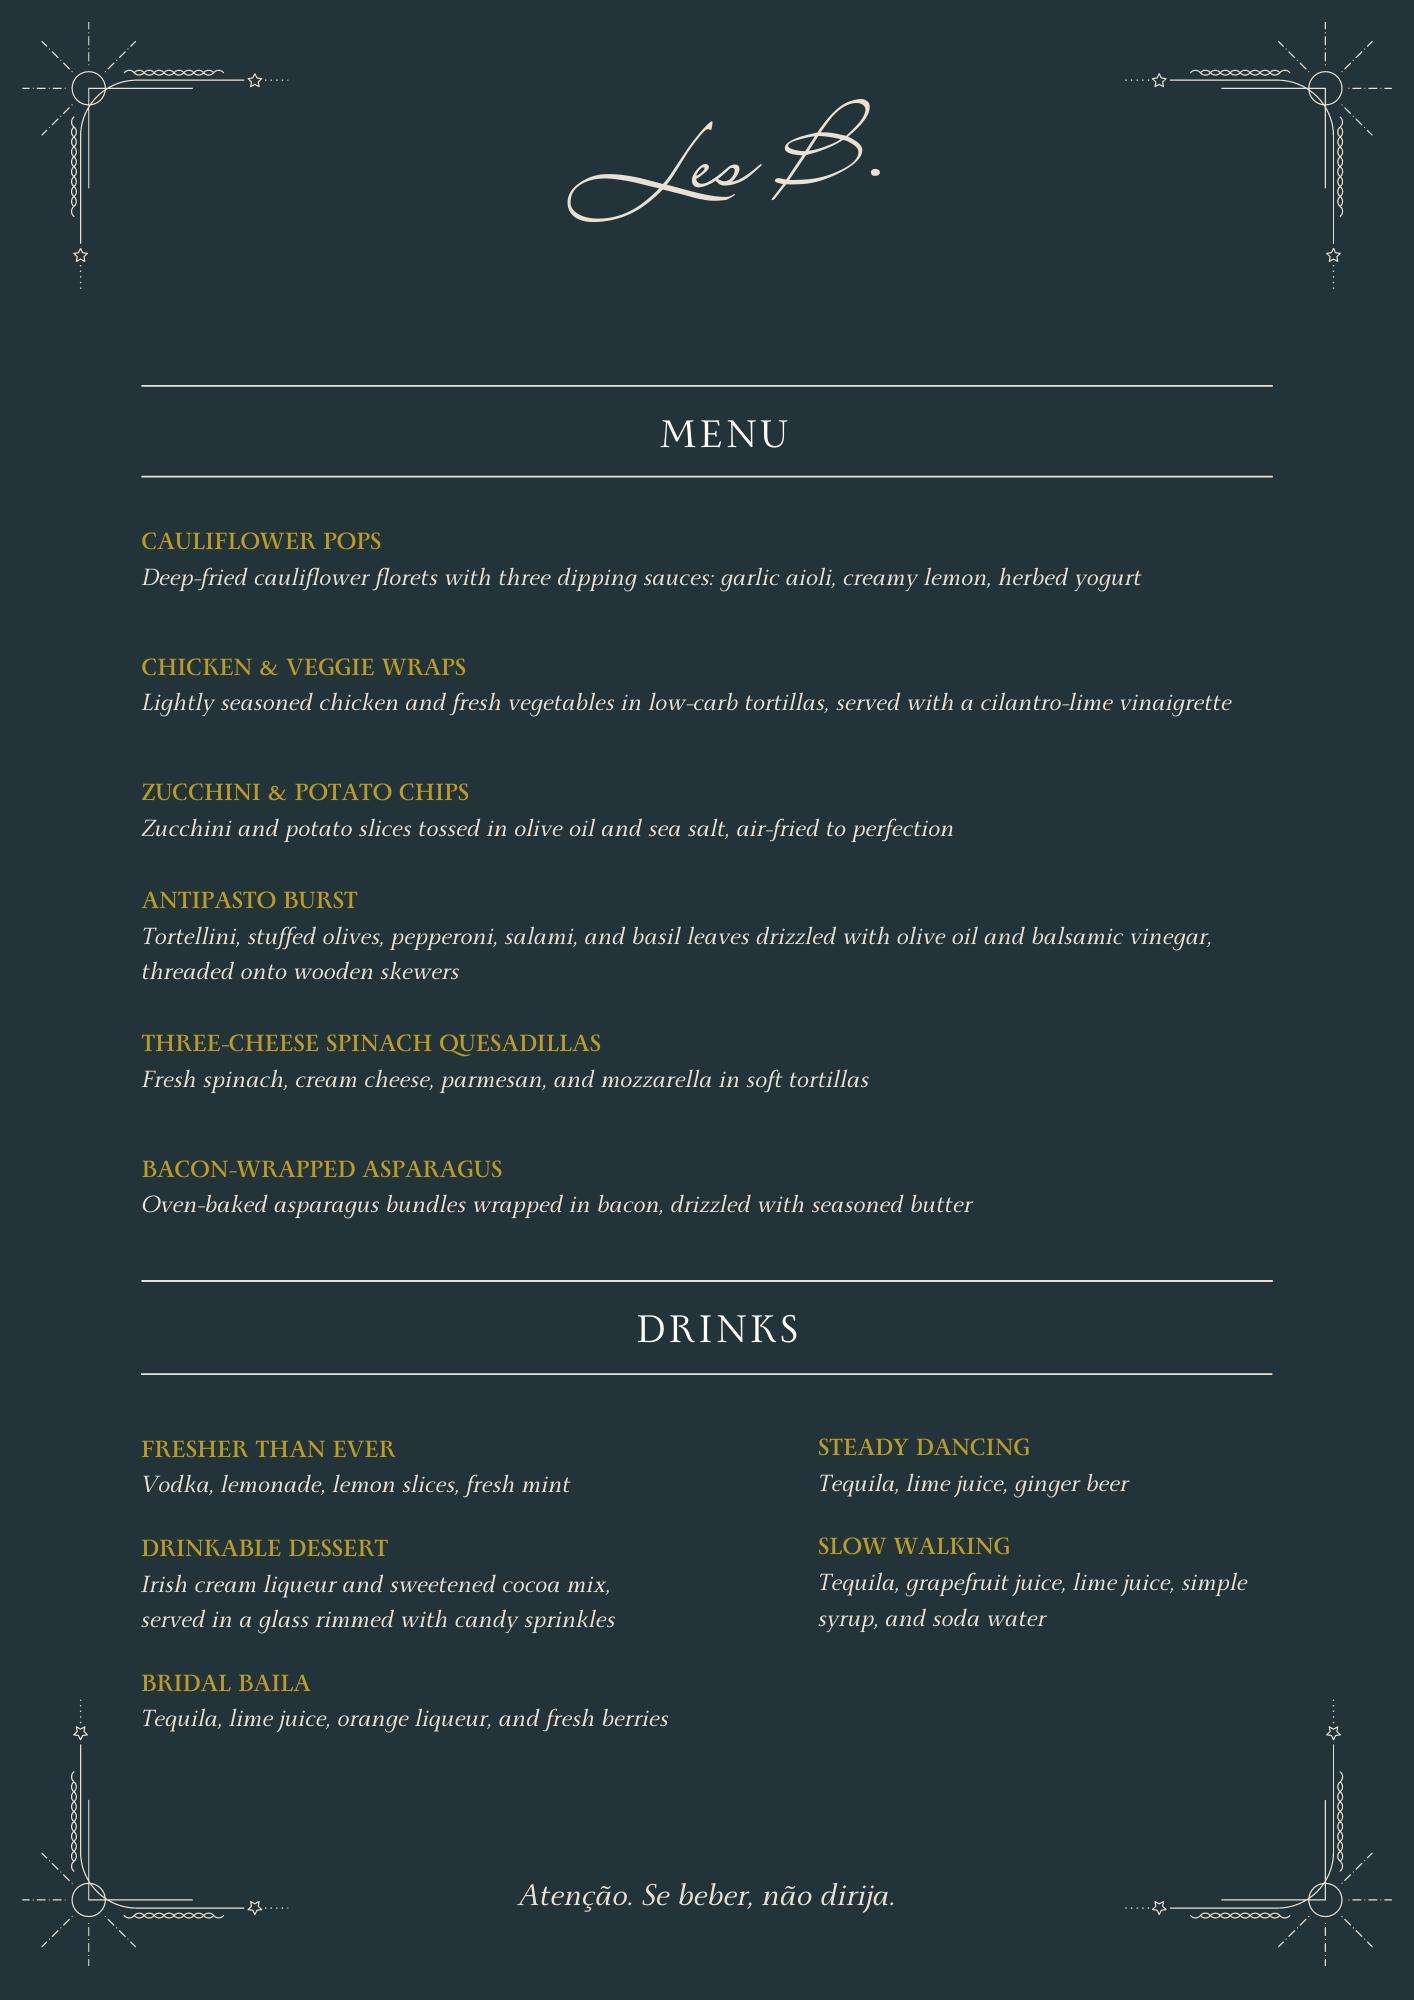 Les B.
MENU
CAULIFLOWER POPS
Deep-fried cauliflower florets with three dipping sauces: garlic aioli, creamy lemon, herbed yogurt
CHICKEN & VEGGIE WRAPS
Lightly seasoned chicken and fresh vegetables in low-carb tortillas, served with a cilantro-lime vinaigrette
ZUCCHINI & POTATO CHIPS
Zucchini and potato slices tossed in olive oil and sea salt, air-fried to perfection
ANTIPASTO BURST
Tortellini, stuffed olives, pepperoni, salami, and basil leaves drizzled with olive oil and balsamic vinegar,
threaded onto wooden skewers
THREE-CHEESE SPINACH QUESADILLAS
Fresh spinach, cream cheese, parmesan, and mozzarella in soft tortillas
BACON-WRAPPED ASPARAGUS
Oven-baked asparagus bundles wrapped in bacon, drizzled with seasoned butter
DRINKS
FRESHER THAN EVER
Vodka, lemonade, lemon slices, fresh mint
DRINKABLE DESSERT
Irish cream liqueur and sweetened cocoa mix,
served in a glass rimmed with candy sprinkles
BRIDAL BAILA
Tequila, lime juice, orange liqueur, and fresh berries
STEADY DANCING
Tequila, lime juice, ginger beer
SLOW WALKING
Tequila, grapefruit juice, lime juice, simple
syrup, and soda water
Atenção. Se beber, não dirija.